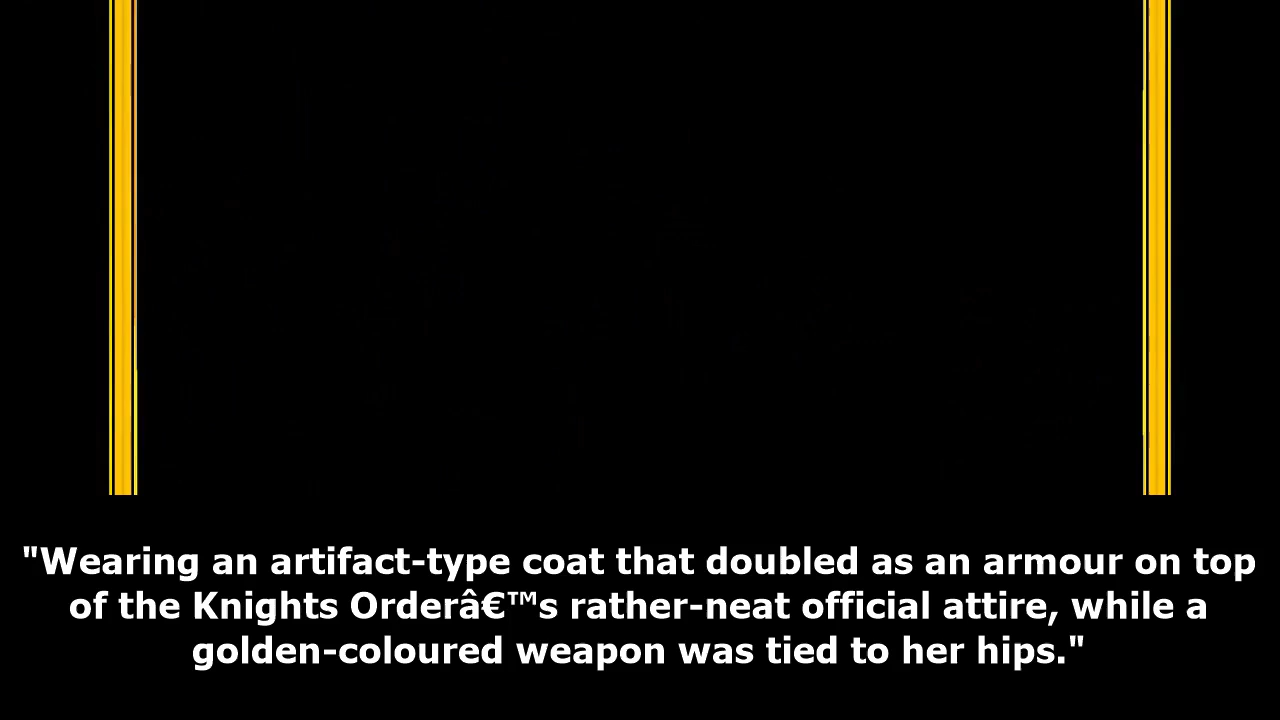 "Wearing an artifact-type coat that doubled as an armour on top
of the Knights Orderâ€™s rather-neat official attire, while a
golden-coloured weapon was tied to her hips."